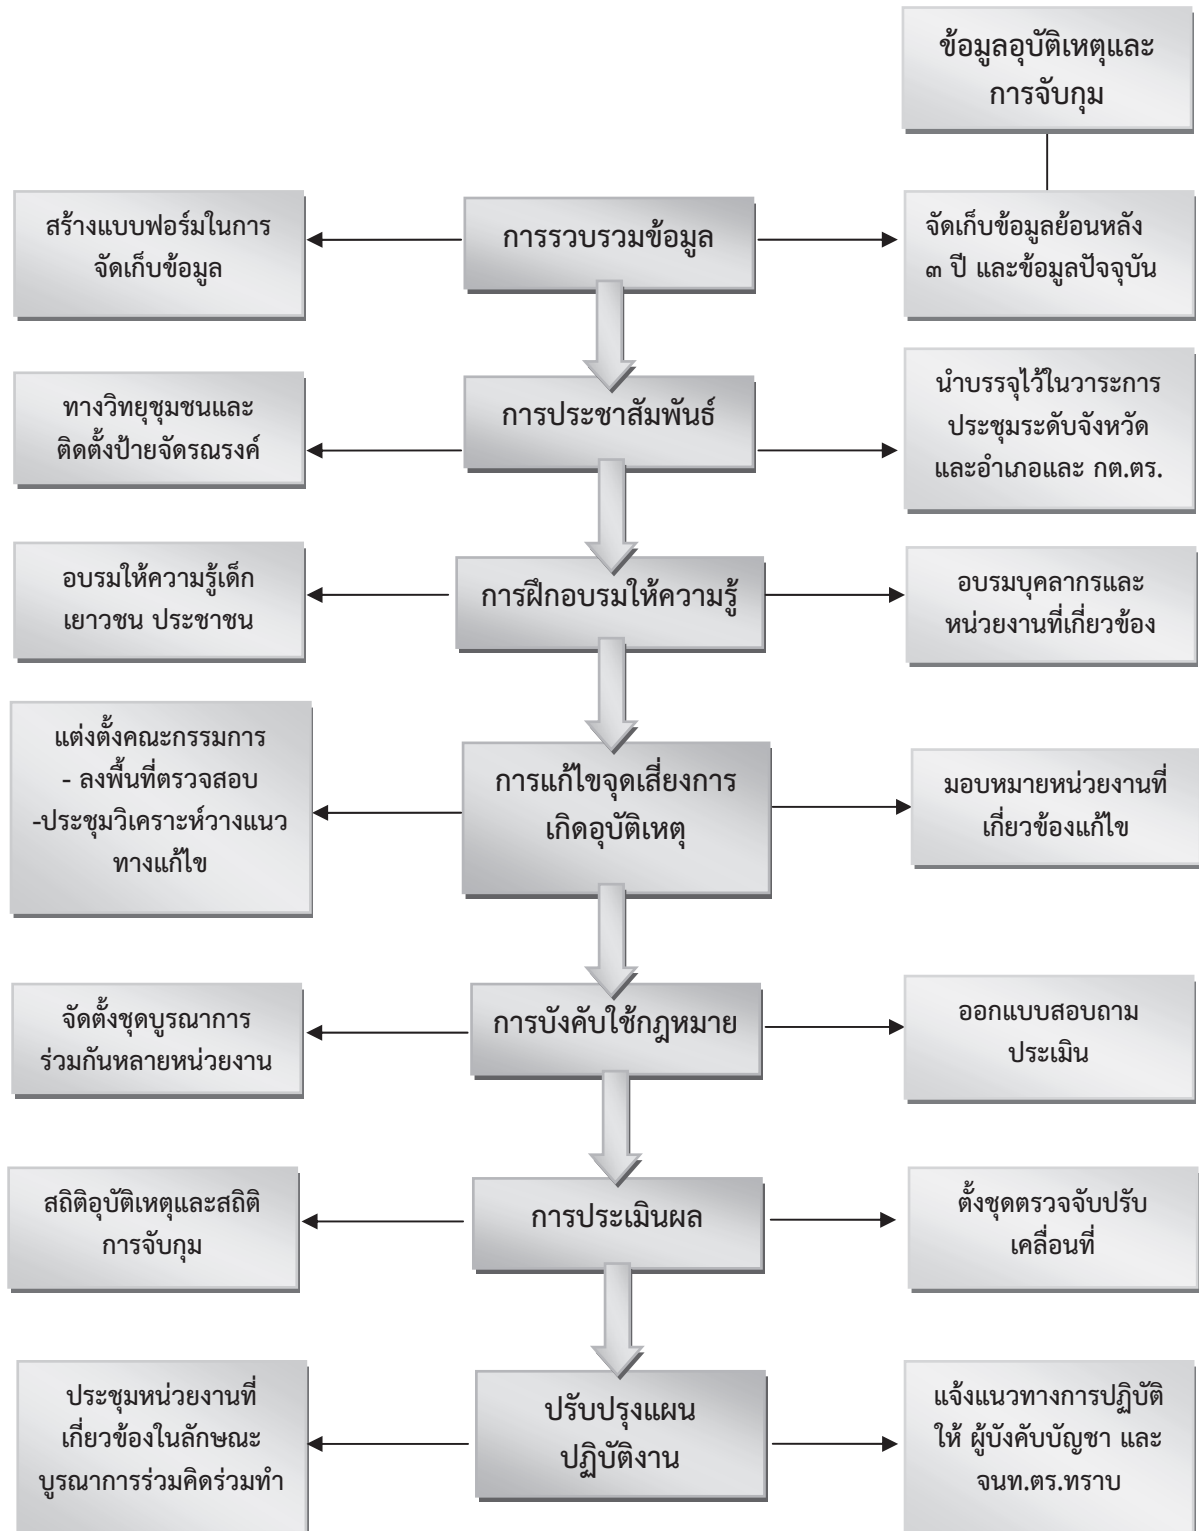 ข้อมูลอุบัติเหตุและ
การจับกุม
สร้างแบบฟอร์มในการ
จัดเก็บข้อมูล
การรวบรวมข้อมูล
จัดเก็บข้อมูลย้อนหลัง
๓ ปี และข้อมูลปัจจุบัน
ทางวิทยุชุมชนและ
ติดตั้งป้ายจัดรณรงค์
การประชาสัมพันธ์
นำบรรจุไว้ในวาระการ
ประชุมระดับจังหวัด
และอำเภอและ กต.ตร.
อบรมให้ความรู้เด็ก
เยาวชน ประชาชน
การฝึกอบรมให้ความรู้
อบรมบุคลากรและ
หน่วยงานที่เกี่ยวข้อง
แต่งตั้งคณะกรรมการ
- ลงพื้นที่ตรวจสอบ
-ประชุมวิเคราะห์วางแนว
ทางแก้ไข
การแก้ไขจุดเสี่ยงการ
เกิดอุบัติเหตุ
มอบหมายหน่วยงานที่
เกี่ยวข้องแก้ไข
จัดตั้งชุดบูรณาการ
ร่วมกันหลายหน่วยงาน
การบังคับใช้กฎหมาย
ออกแบบสอบถาม
ประเมิน
สถิติอุบัติเหตุและสถิติ
การจับกุม
การประเมินผล
ตั้งชุดตรวจจับปรับ
เคลื่อนที่
ประชุมหน่วยงานที่
เกี่ยวข้องในลักษณะ
บูรณาการร่วมคิดร่วมทำ
ปรับปรุงแผน
ปฏิบัติงาน
แจ้งแนวทางการปฏิบัติ
ให้ ผู้บังคับบัญชา และ
จนท.ตร.ทราบ